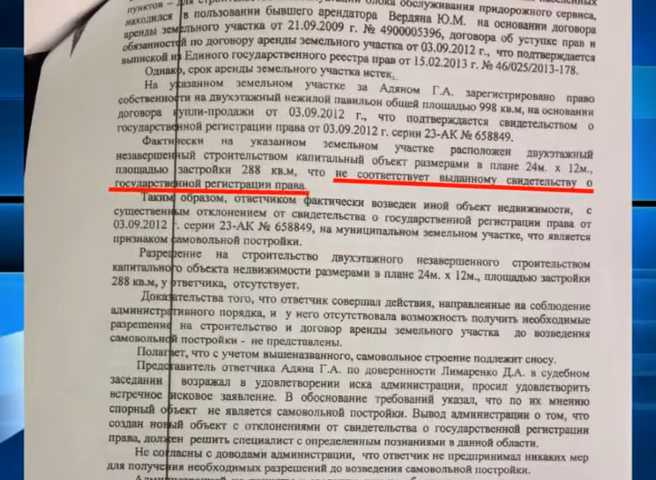 пунктов – для строительства
блока обслуживания придорожного сервиса,
находился в пользовании бывшего арендатора Вердяна Ю.М. на основании договора
аренды земельного участка от 21.09.2009 г. № 4900005396, договора об уступке прав и
обязанностей по договору аренды земельного участка от 03.09.2012 г., что подтверждается
выпиской из Единого государственного реестра прав от 15.02.2013 г. № 46/025/2013-178.
Однако, срок аренды земельного участка истек.
На указанном земельном участке за Адяном Г.А. зарегистрировано право
собственности на двухэтажный нежилой павильон общей площадью 998 кв.м, на основании
договора купли-продажи от 03.09.2012 г., что подтверждается свидетельством о
государственной регистрации права от 03.09.2012 г. серии 23-АК № 658849.
Фактически на указанном земельном участке расположен двухэтажный
незавершенный строительством капитальный объект размерами в плане 24м. х 12м.,
площадью застройки 288 кв.м, что не соответствует выданному свидетельству о
государственной регистрации права.
Таким образом, ответчиком фактически возведен иной объект недвижимости, с
существенным отклонением от свидетельства о государственной регистрации права от
03.09.2012 г. серии 23-АК № 658849, на муниципальном земельном участке, что является
признаком самовольной постройки.
Разрешение на строительство двухэтажного незавершенного строительством
капитального объекта недвижимости размерами в плане 24м. х 12м., площадью застройки
288 кв.м, у ответчика, отсутствует.
Доказательства того, что ответчик совершал действия, направленные на соблюдение
административного порядка, и у него отсутствовала возможность получить необходимые
разрешение на строительство и договор аренды земельного участка до возведения
самовольной постройки - не представлены.
Полагает, что с учетом вышеназванного, самовольное строение подлежит сносу.
Представитель ответчика Адяна Г.А. по доверенности Лимаренко Д.А. в судебном
заседании возражал в удовлетворении иска администрации, просил удовлетворить
встречное исковое заявление. В обоснование требований указал, что по их мнению
спорный объект не является самовольной постройки. Вывод администрации о том, что
создан новый объект с отклонениями от свидетельства о государственной регистрации
права, должен решить специалист с определенным познаниями в данной области.
Не согласны с доводами администрации, что ответчик не предпринимал никаких мер
для получения необходимых разрешений до возведения самовольной постройки.